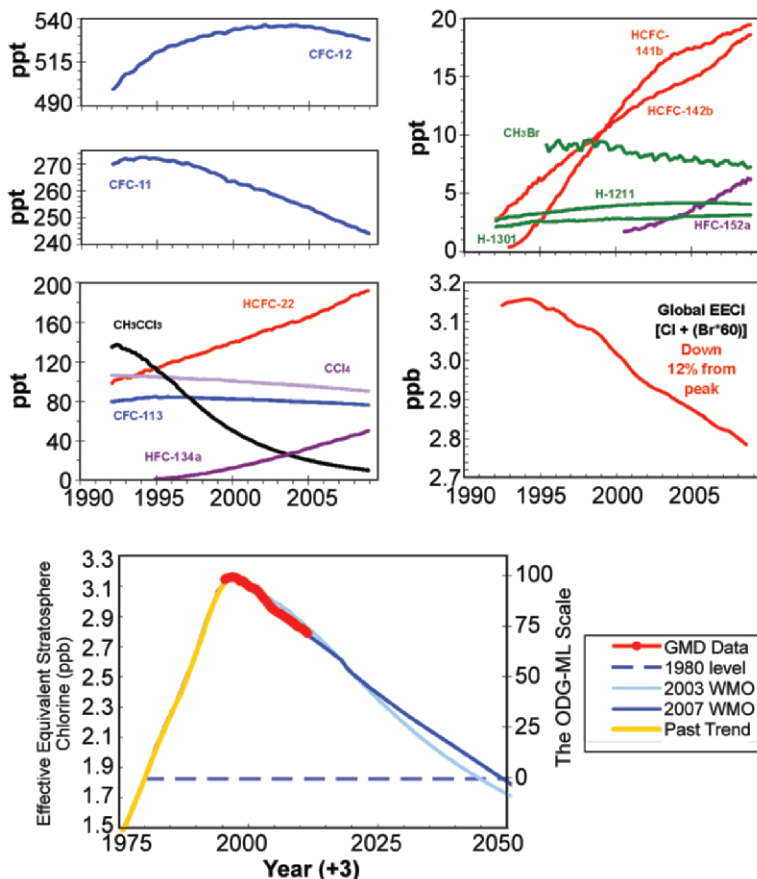 540
515
490
ppt
CFC-12
270
260
250
240
ppt
CFC-11
200
160
120
80
40
0
ppt
HCFC-22
CH3CCl3
CCl4
CFC-113
HFC-134a
1990 1995 2000 2005
20
15
10
5
0
ppt
HCFC-
141b
HCFC-142b
CH3Br
H-1211
H-1301
HFC-152a
3.2
3.1
3.0
2.9
2.8
2.7
ppb
Global EECl
[Cl + (Br*60)]
Down
12% from
peak
1990 1995 2000 2005
3.3
3.1
2.9
2.7
2.5
2.3
2.1
1.9
1.7
1.5
Effective Equivalent Stratosphere
Chlorine (ppb)
100
75
50
25
0
The ODG-ML Scale
1975 2000 2025 2050
Year (+3)
GMD Data
1980 level
2003 WMO
2007 WMO
Past Trend